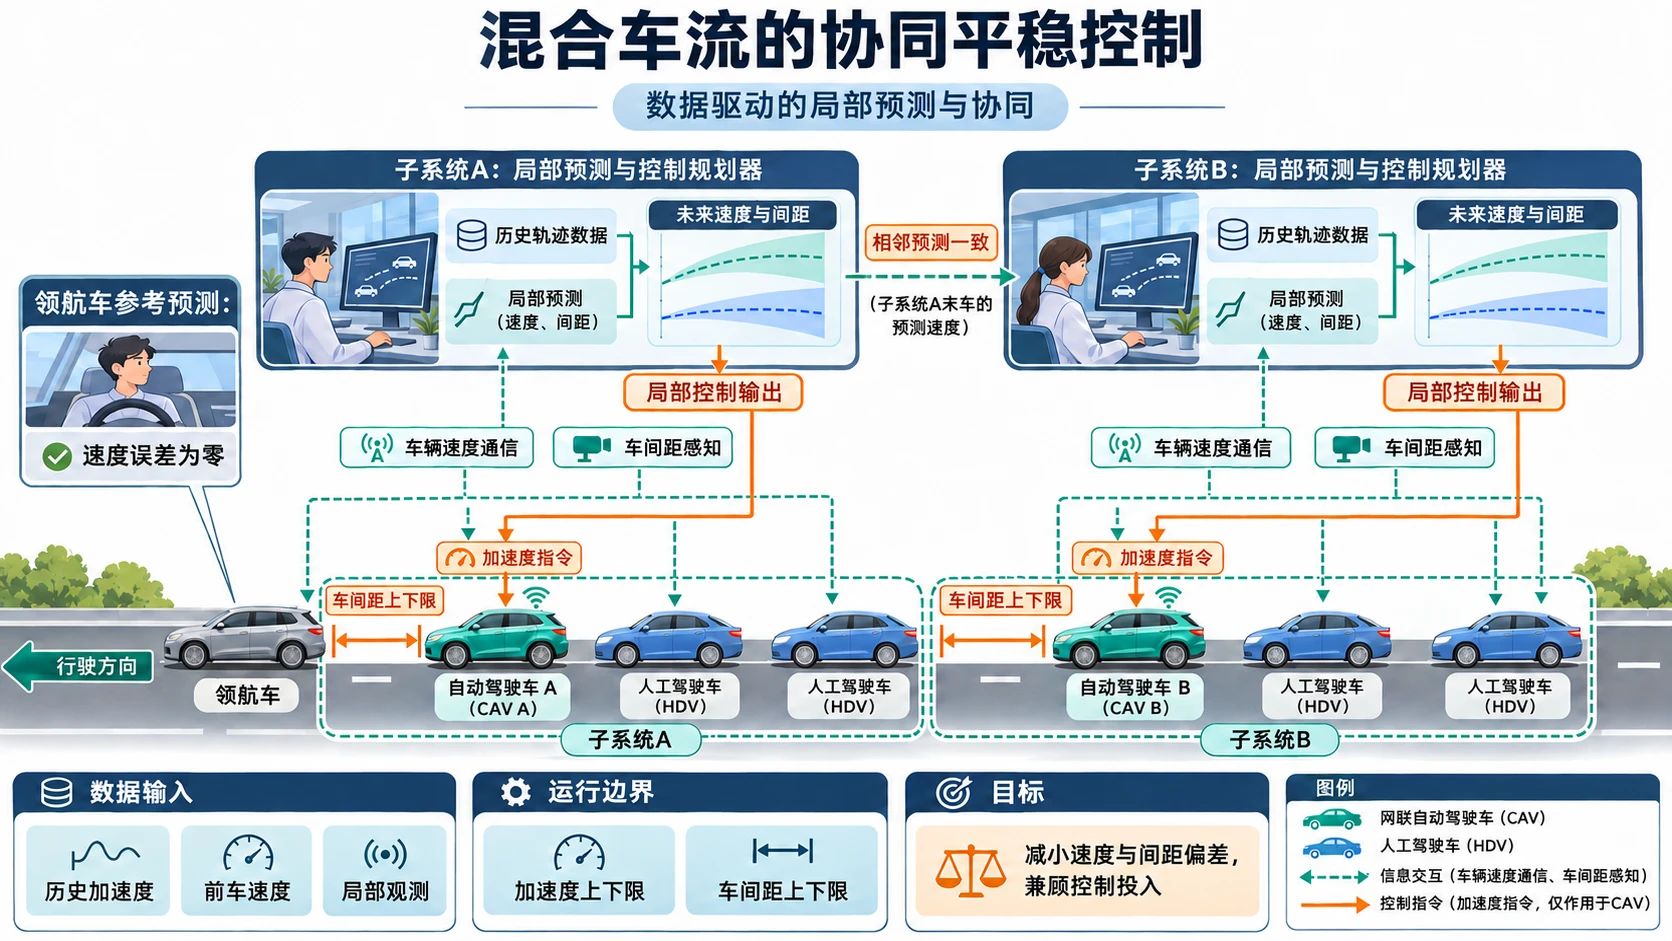 混合车流的协同平稳控制
数据驱动的局部预测与协同
子系统A：局部预测与控制规划器
历史轨迹数据
局部预测
（速度、间距）
未来速度与间距
相邻预测一致
（子系统A末车的
预测速度）
子系统B：局部预测与控制规划器
历史轨迹数据
局部预测
（速度、间距）
未来速度与间距
领航车参考预测：
速度误差为零
局部控制输出
局部控制输出
车辆速度通信
车间距感知
车辆速度通信
车间距感知
加速度指令
加速度指令
车间距上下限
车间距上下限
行驶方向
领航车
自动驾驶车 A
（CAV A）
人工驾驶车
（HDV）
人工驾驶车
（HDV）
自动驾驶车 B
（CAV B）
人工驾驶车
（HDV）
人工驾驶车
（HDV）
子系统A
子系统B
数据输入
历史加速度
前车速度
局部观测
运行边界
加速度上下限
车间距上下限
目标
减小速度与间距偏差，
兼顾控制投入
图例
网联自动驾驶车（CAV）
人工驾驶车（HDV）
信息交互（车辆速度通信、车间距感知）
控制指令（加速度指令，仅作用于CAV）